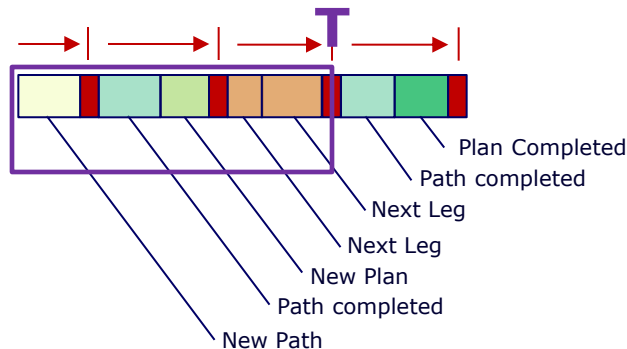 T
Plan Completed
Path completed
Next Leg
Next Leg
New Plan
Path completed
New Path